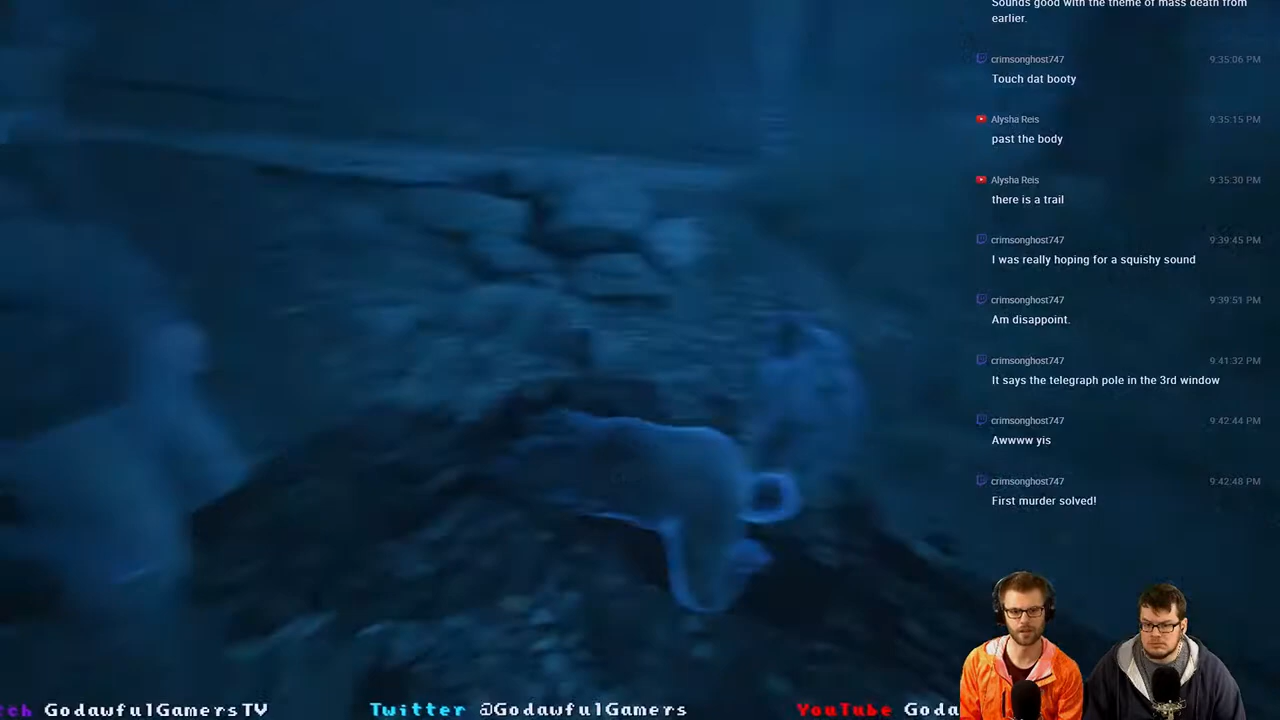 Sounds good with the theme of mass death from
earlier.
crimsonghost747 9:35:06 PM
Touch dat booty
Alysha Reis 9:35:15 PM
past the body
Alysha Reis 9:35:30 PM
there is a trail
crimsonghost747 9:39:45 PM
I was really hoping for a squishy sound
crimsonghost747 9:39:51 PM
Am disappoint.
crimsonghost747 9:41:32 PM
It says the telegraph pole in the 3rd window
crimsonghost747 9:42:44 PM
Awwww yis
crimsonghost747 9:42:48 PM
First murder solved!
tch GodawfulGamersTV Twitter @GodawfulGamers YouTube Goda